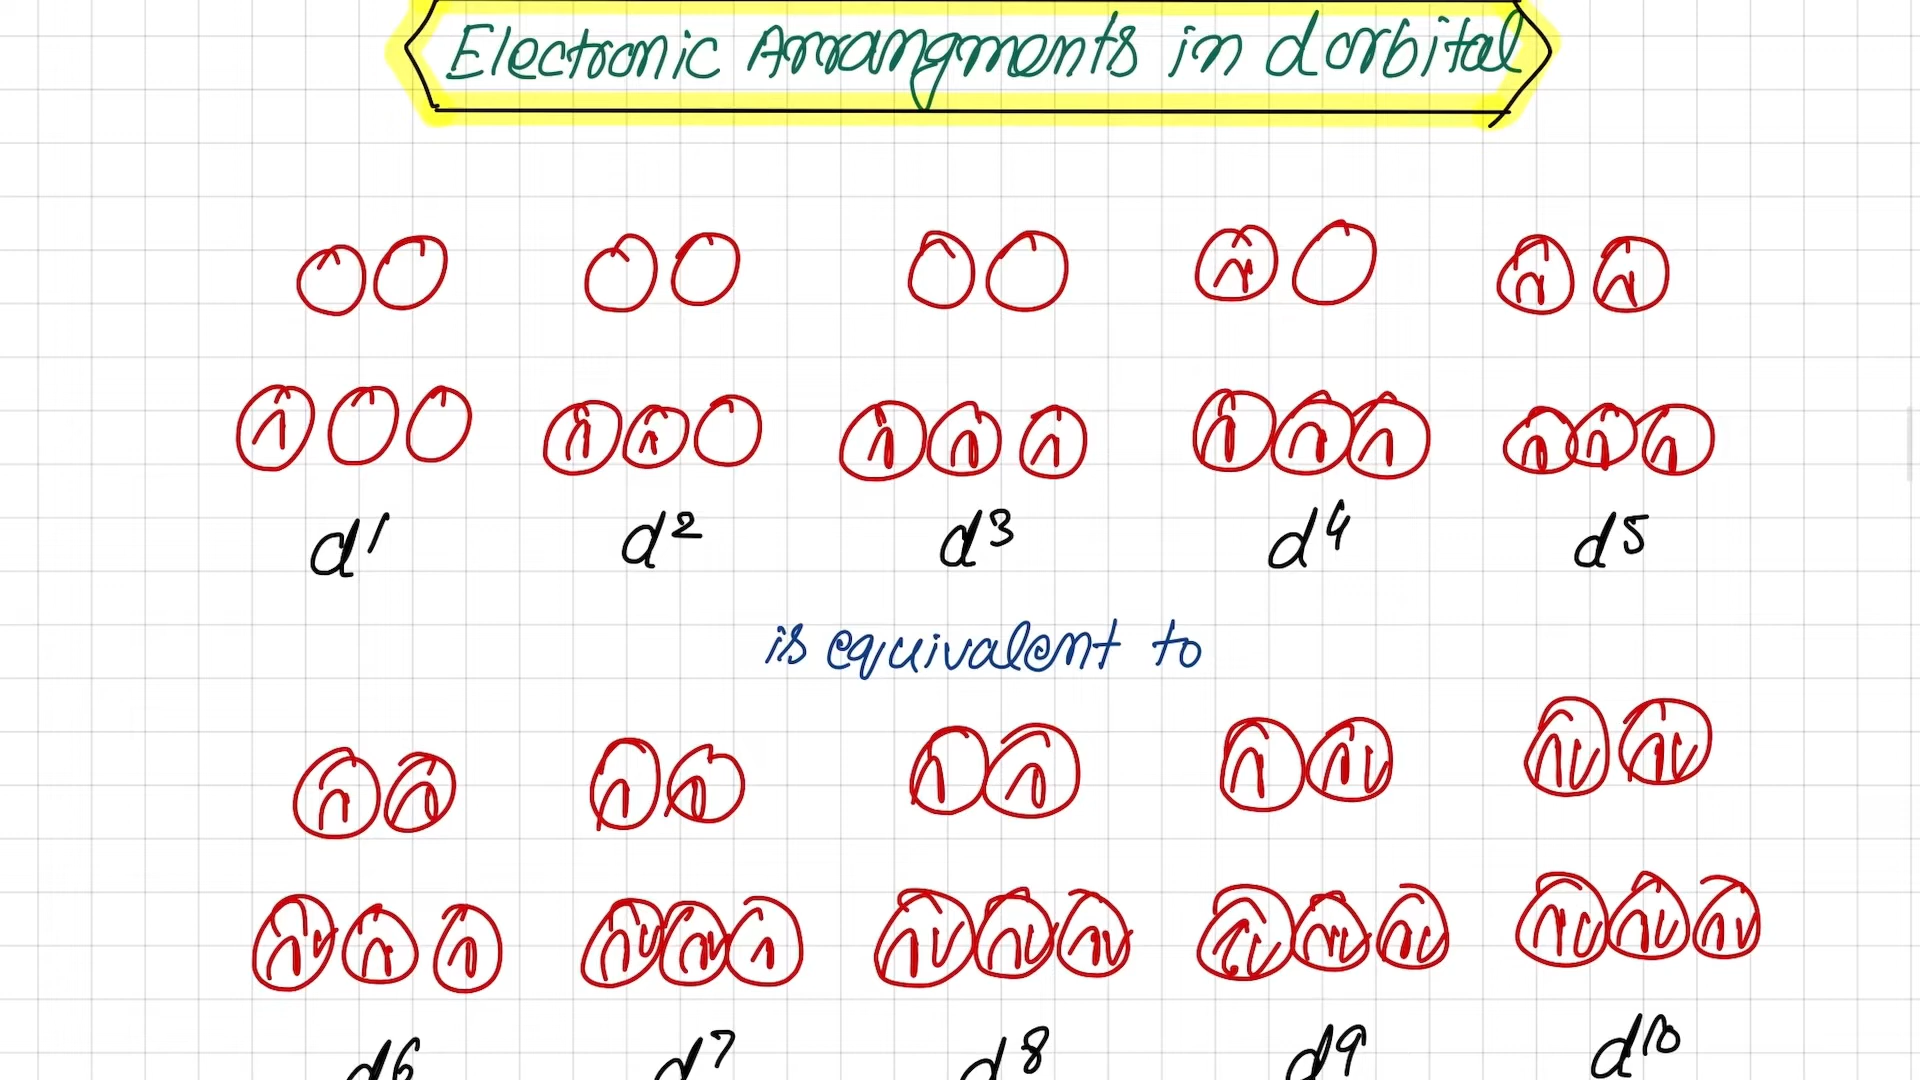 Electronic Arrangments in d orbital
d1 d2 d3 d4 d5
is equivalent to
d6 d7 d8 d9 d10